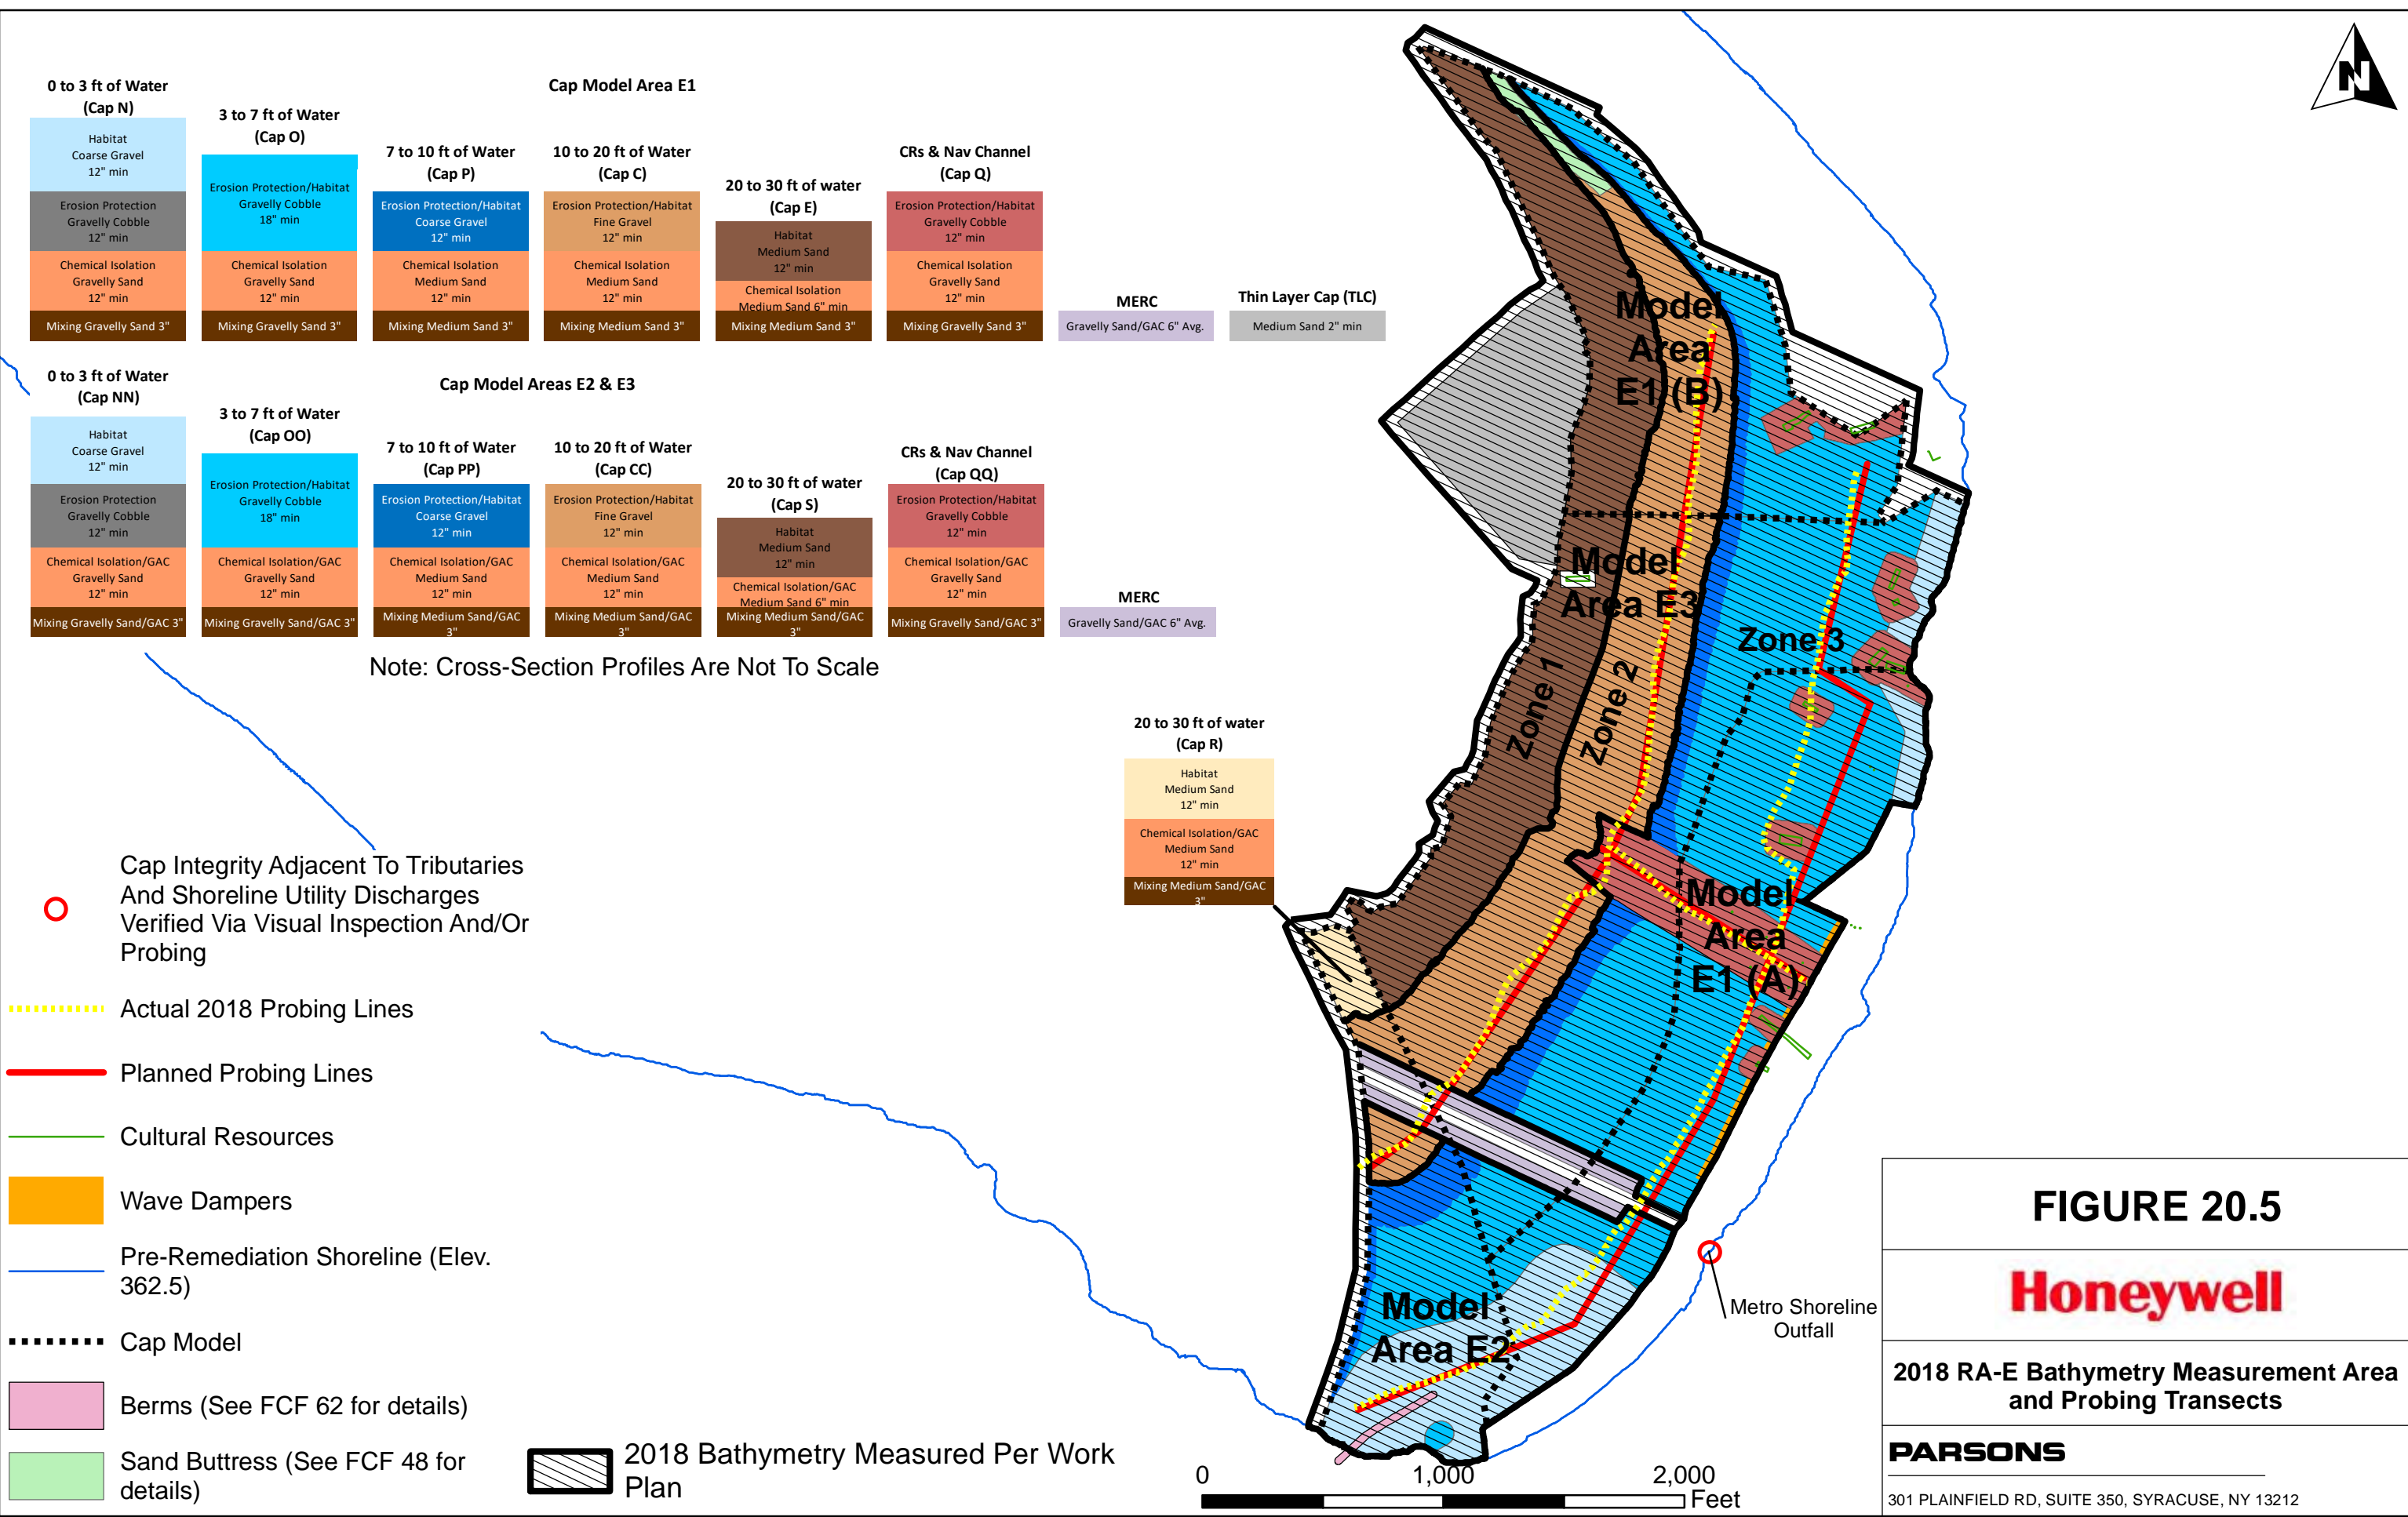 Cap Model Area E1
0 to 3 ft of Water
(Cap N)
Habitat
Coarse Gravel
12" min
Erosion Protection
Gravelly Cobble
12" min
Chemical Isolation
Gravelly Sand
12" min
Mixing Gravelly Sand 3"
3 to 7 ft of Water
(Cap O)
Erosion Protection/Habitat
Gravelly Cobble
18" min
Chemical Isolation
Gravelly Sand
12" min
Mixing Gravelly Sand 3"
7 to 10 ft of Water
(Cap P)
Erosion Protection/Habitat
Coarse Gravel
12" min
Chemical Isolation
Medium Sand
12" min
Mixing Medium Sand 3"
10 to 20 ft of Water
(Cap C)
Erosion Protection/Habitat
Fine Gravel
12" min
Chemical Isolation
Medium Sand
12" min
Mixing Medium Sand 3"
20 to 30 ft of water
(Cap E)
Habitat
Medium Sand
12" min
Chemical Isolation
Medium Sand 6" min
Mixing Medium Sand 3"
CRs & Nav Channel
(Cap Q)
Erosion Protection/Habitat
Gravelly Cobble
12" min
Chemical Isolation
Gravelly Sand
12" min
Mixing Gravelly Sand 3"
MERC
Gravelly Sand/GAC 6" Avg.
Thin Layer Cap (TLC)
Medium Sand 2" min
Cap Model Areas E2 & E3
0 to 3 ft of Water
(Cap NN)
Habitat
Coarse Gravel
12" min
Erosion Protection
Gravelly Cobble
12" min
Chemical Isolation/GAC
Gravelly Sand
12" min
Mixing Gravelly Sand/GAC 3"
3 to 7 ft of Water
(Cap OO)
Erosion Protection/Habitat
Gravelly Cobble
18" min
Chemical Isolation/GAC
Gravelly Sand
12" min
Mixing Gravelly Sand/GAC 3"
7 to 10 ft of Water
(Cap PP)
Erosion Protection/Habitat
Coarse Gravel
12" min
Chemical Isolation/GAC
Medium Sand
12" min
Mixing Medium Sand/GAC
3"
10 to 20 ft of Water
(Cap CC)
Erosion Protection/Habitat
Fine Gravel
12" min
Chemical Isolation/GAC
Medium Sand
12" min
Mixing Medium Sand/GAC
3"
20 to 30 ft of water
(Cap S)
Habitat
Medium Sand
12" min
Chemical Isolation/GAC
Medium Sand 6" min
Mixing Medium Sand/GAC
3"
CRs & Nav Channel
(Cap QQ)
Erosion Protection/Habitat
Gravelly Cobble
12" min
Chemical Isolation/GAC
Gravelly Sand
12" min
Mixing Gravelly Sand/GAC 3"
MERC
Gravelly Sand/GAC 6" Avg.
Note: Cross-Section Profiles Are Not To Scale
20 to 30 ft of water
(Cap R)
Habitat
Medium Sand
12" min
Chemical Isolation/GAC
Medium Sand
12" min
Mixing Medium Sand/GAC
3"
N
Model
Area
E1 (B)
Model
Area E3
Zone 3
Zone 1
Zone 2
Model
Area
E1 (A)
Model
Area E2
Metro Shoreline
Outfall
Cap Integrity Adjacent To Tributaries
And Shoreline Utility Discharges
Verified Via Visual Inspection And/Or
Probing
Actual 2018 Probing Lines
Planned Probing Lines
Cultural Resources
Wave Dampers
Pre-Remediation Shoreline (Elev.
362.5)
Cap Model
Berms (See FCF 62 for details)
Sand Buttress (See FCF 48 for
details)
2018 Bathymetry Measured Per Work
Plan
0 1,000 2,000
Feet
FIGURE 20.5
Honeywell
2018 RA-E Bathymetry Measurement Area
and Probing Transects
PARSONS
301 PLAINFIELD RD, SUITE 350, SYRACUSE, NY 13212